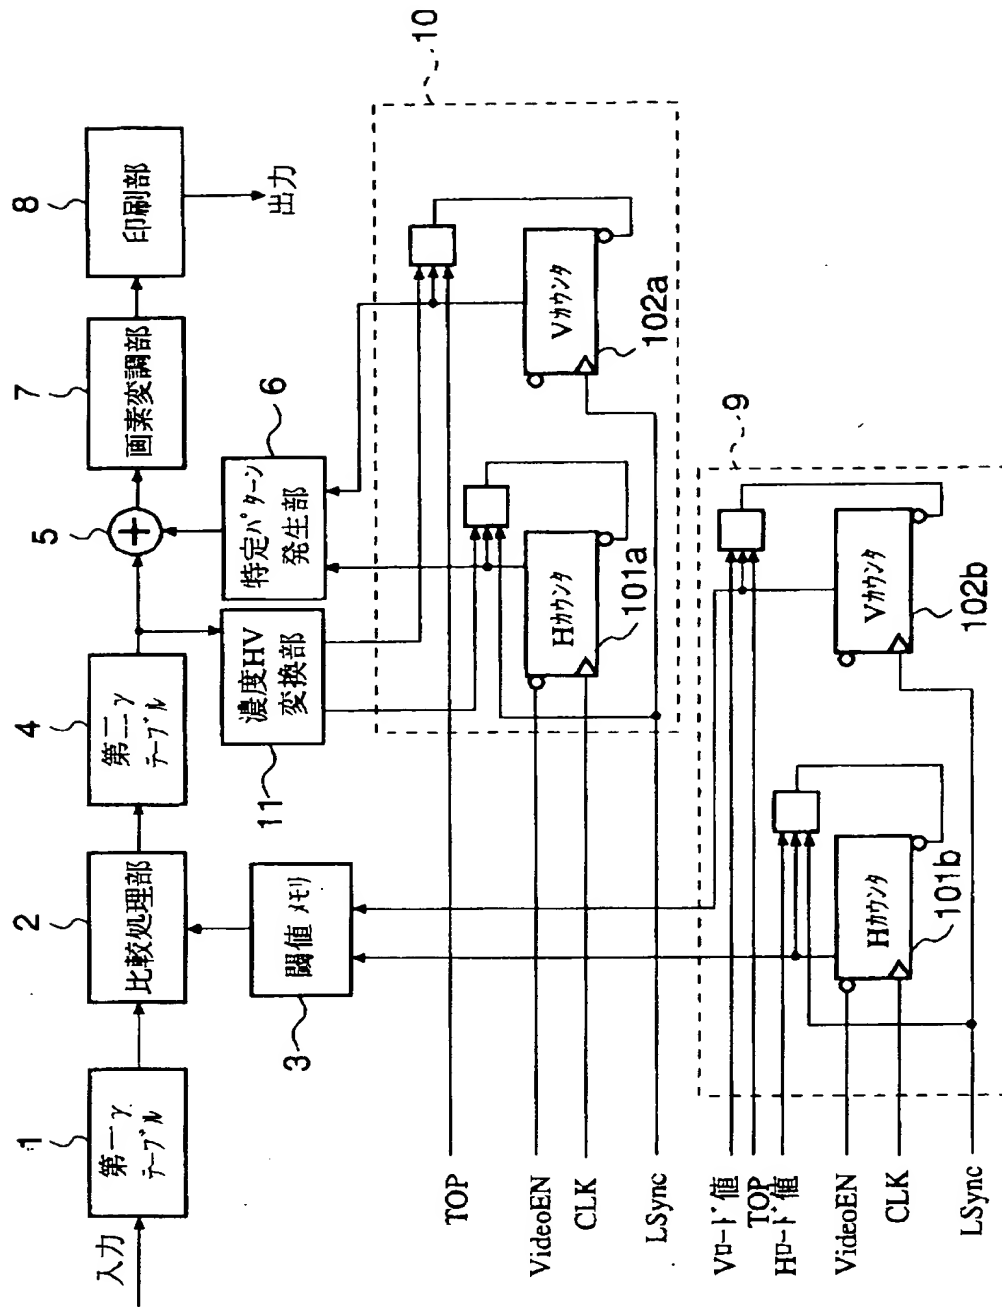 入力
1
第一γ
テーブル
2
比較処理部
3
閾値メモリ
4
第二γ
テーブル
5
+
6
特定パターン
発生部
7
画素変調部
8
印刷部
出力
11
濃度HV
変換部
10
Hカウンタ
101a
Vカウンタ
102a
TOP
VideoEN
CLK
LSync
9
Hカウンタ
101b
Vカウンタ
102b
Vロード値
TOP
Hロード値
VideoEN
CLK
LSync